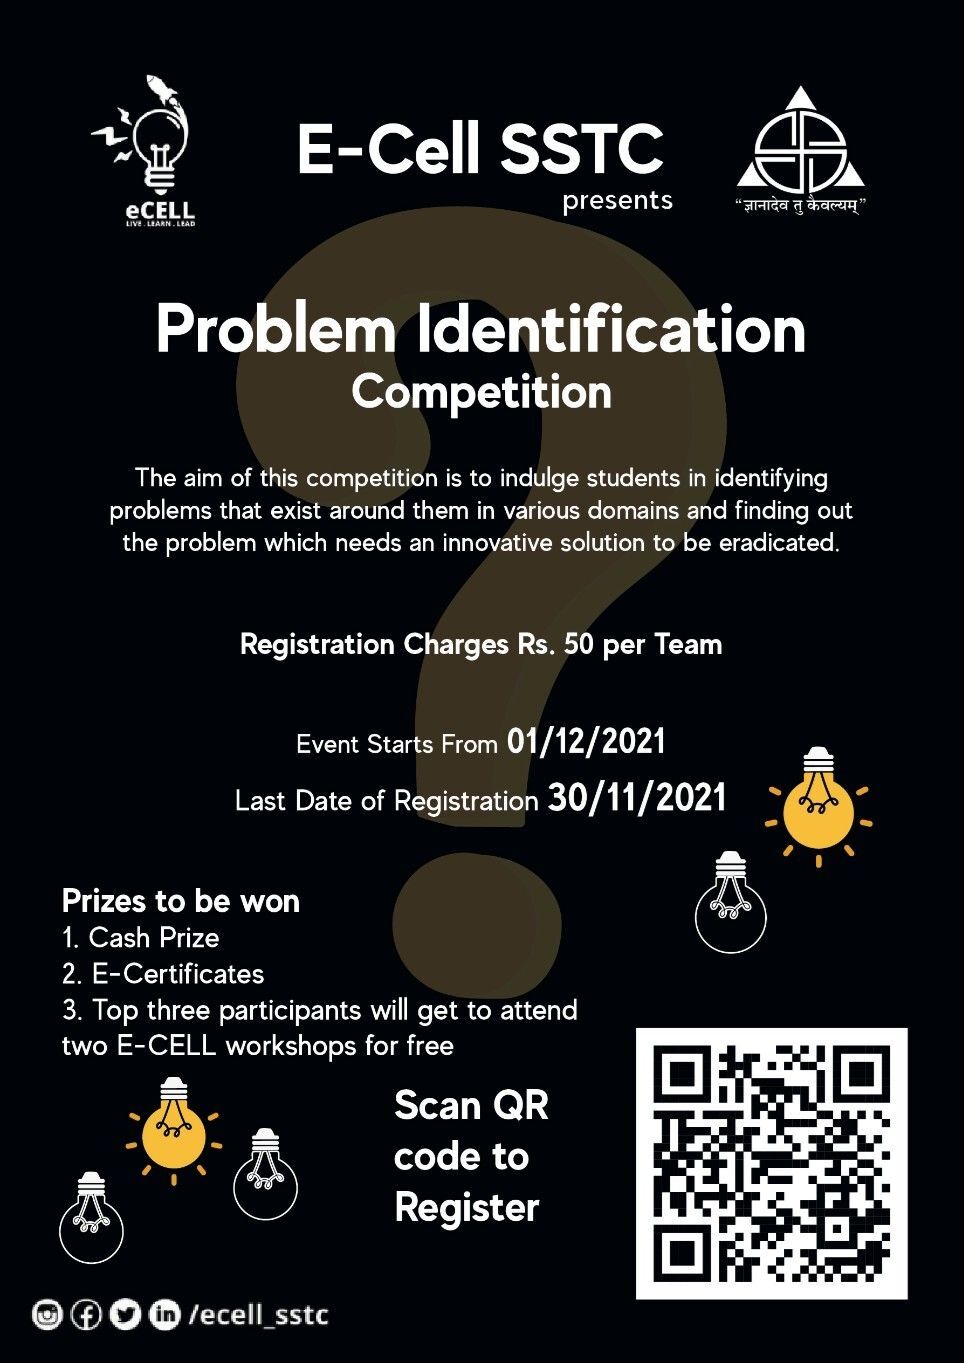 eCELL
LIVE . LEARN . LEAD
E-Cell SSTC
presents
“ज्ञानादेव तु कैवल्यम्”
Problem Identification
Competition
The aim of this competition is to indulge students in identifying
problems that exist around them in various domains and finding out
the problem which needs an innovative solution to be eradicated.
Registration Charges Rs. 50 per Team
Event Starts From 01/12/2021
Last Date of Registration 30/11/2021
Prizes to be won
1. Cash Prize
2. E-Certificates
3. Top three participants will get to attend
two E-CELL workshops for free
Scan QR
code to
Register
/ecell_sstc